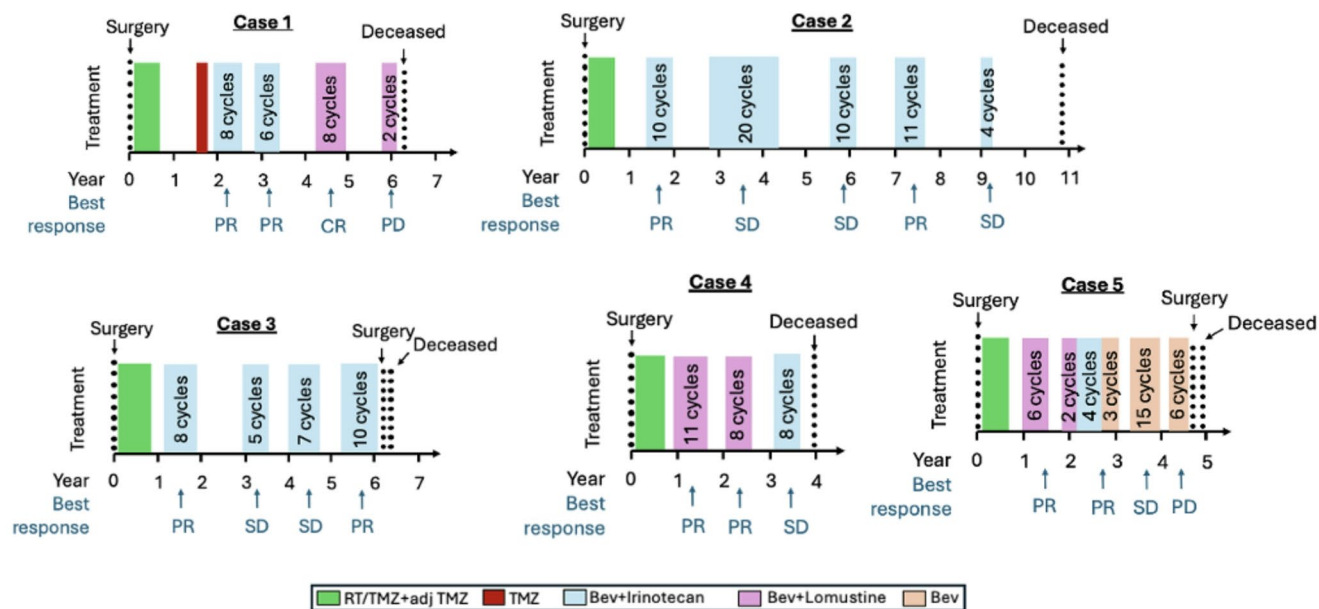 Case 1
Surgery
Deceased
Treatment
8 cycles
6 cycles
8 cycles
2 cycles
Year 0 1 2 3 4 5 6 7
Best response PR PR CR PD
Case 2
Surgery
Deceased
Treatment
10 cycles
20 cycles
10 cycles
11 cycles
4 cycles
Year 0 1 2 3 4 5 6 7 8 9 10 11
Best response PR SD SD PR SD
Case 3
Surgery
Surgery
Deceased
Treatment
8 cycles
5 cycles
7 cycles
10 cycles
Year 0 1 2 3 4 5 6 7
Best response PR SD SD PR
Case 4
Surgery
Deceased
Treatment
11 cycles
8 cycles
8 cycles
Year 0 1 2 3 4
Best response PR PR SD
Case 5
Surgery
Surgery
Deceased
Treatment
6 cycles
2 cycles
4 cycles
3 cycles
15 cycles
6 cycles
Year 0 1 2 3 4 5
Best response PR PR SD PD
RT/TMZ+adj TMZ TMZ Bev+Irinotecan Bev+Lomustine Bev